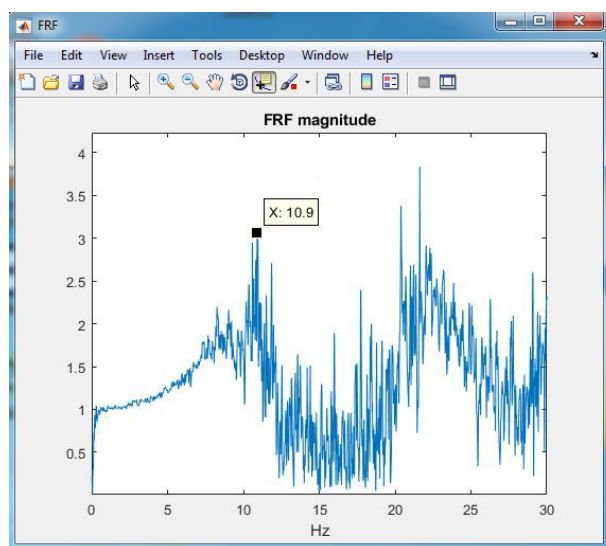 FRF
File Edit View Insert Tools Desktop Window Help
FRF magnitude
4
3.5
X: 10.9
3
2.5
2
1.5
1
0.5
0 5 10 15 20 25 30
Hz